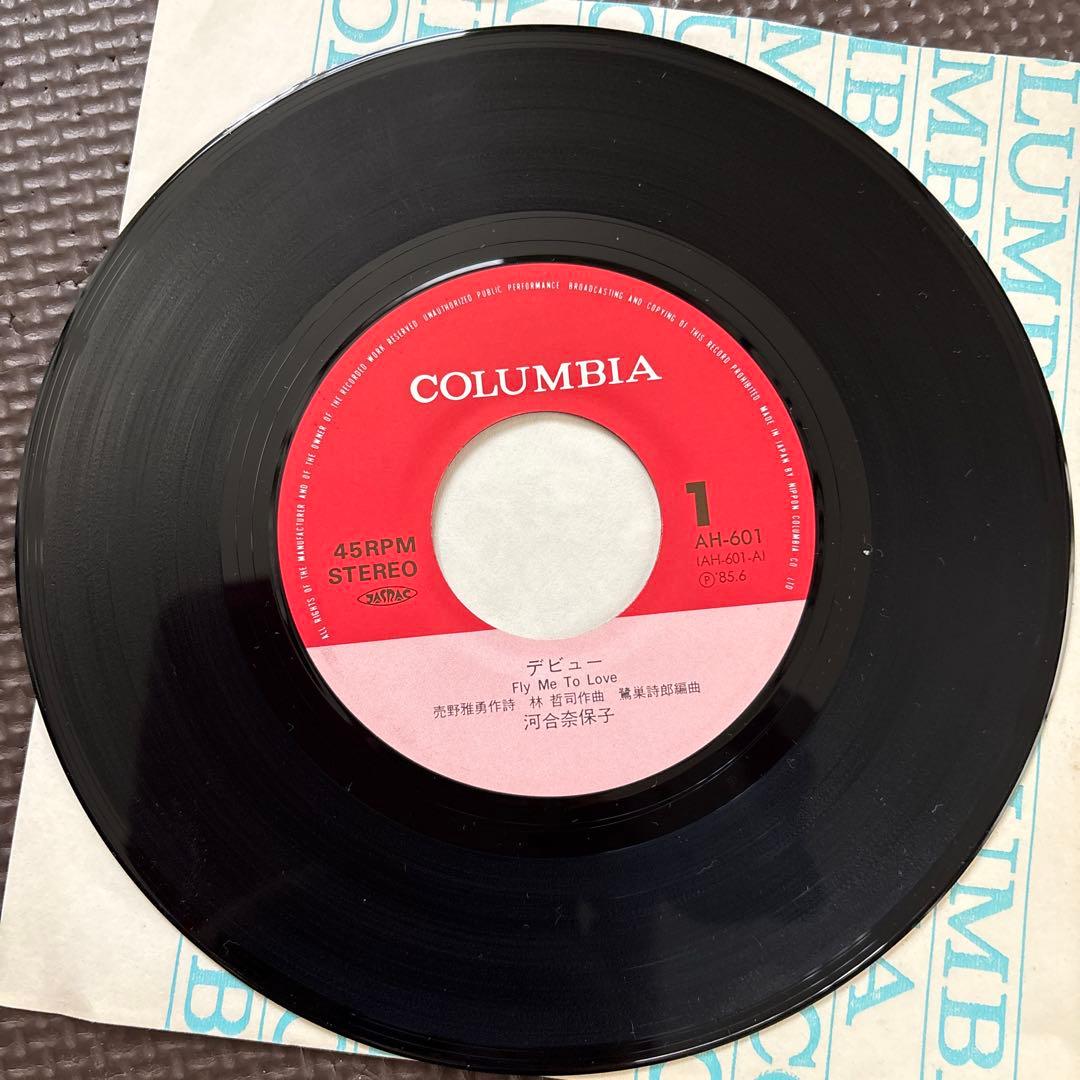 ALL RIGHTS OF THE MANUFACTURER AND OF THE OWNER OF THE RECORDED WORK RESERVED UNAUTHORIZED PUBLIC PERFORMANCE BROADCASTING AND COPYING OF THIS RECORD PROHIBITED MADE IN JAPAN BY NIPPON COLUMBIA CO. LTD
COLUMBIA
1
AH-601
(AH-601-A)
Ⓟ'85.6
45RPM
STEREO
JASRAC
デビュー
Fly Me To Love
売野雅勇作詩 林 哲司作曲 鷺巣詩郎編曲
河合奈保子